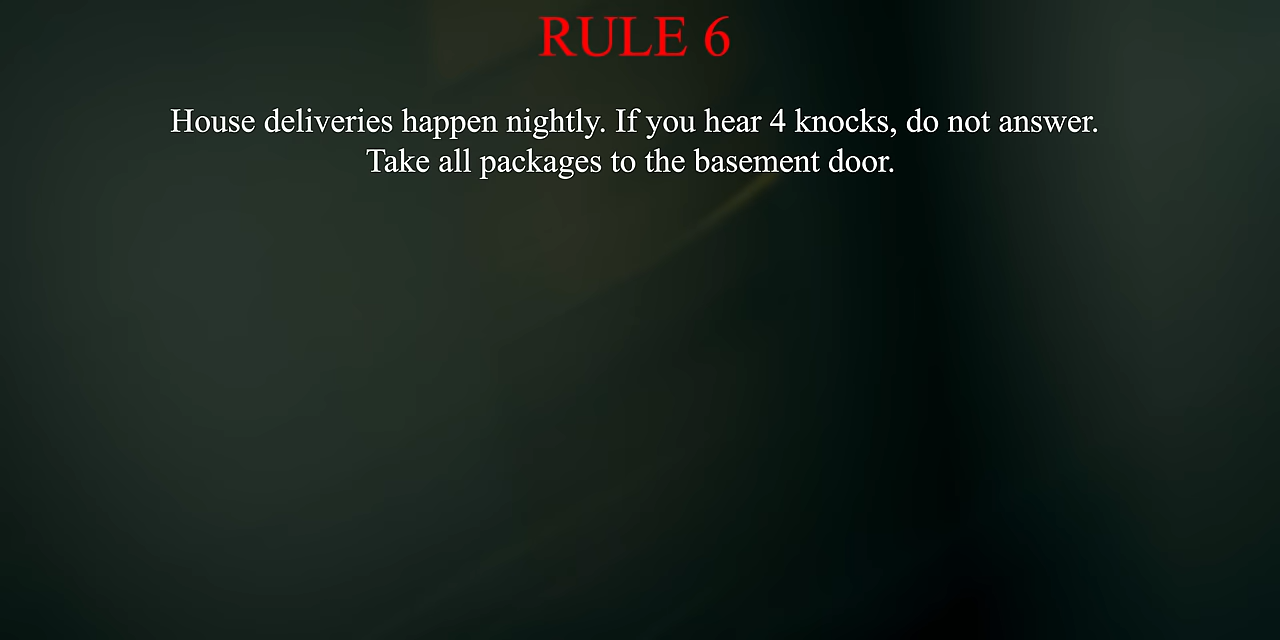 RULE 6
House deliveries happen nightly. If you hear 4 knocks, do not answer.
Take all packages to the basement door.